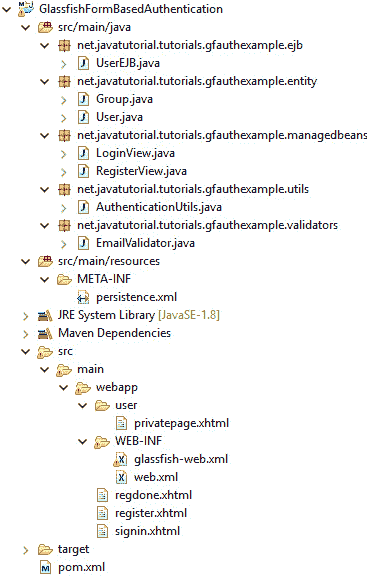 GlassfishFormBasedAuthentication
src/main/java
net.javatutorial.tutorials.gfauthexample.ejb
UserEJB.java
net.javatutorial.tutorials.gfauthexample.entity
Group.java
User.java
net.javatutorial.tutorials.gfauthexample.managedbeans
LoginView.java
RegisterView.java
net.javatutorial.tutorials.gfauthexample.utils
AuthenticationUtils.java
net.javatutorial.tutorials.gfauthexample.validators
EmailValidator.java
src/main/resources
META-INF
persistence.xml
JRE System Library [JavaSE-1.8]
Maven Dependencies
src
main
webapp
user
privatepage.xhtml
WEB-INF
glassfish-web.xml
web.xml
regdone.xhtml
register.xhtml
signin.xhtml
target
pom.xml